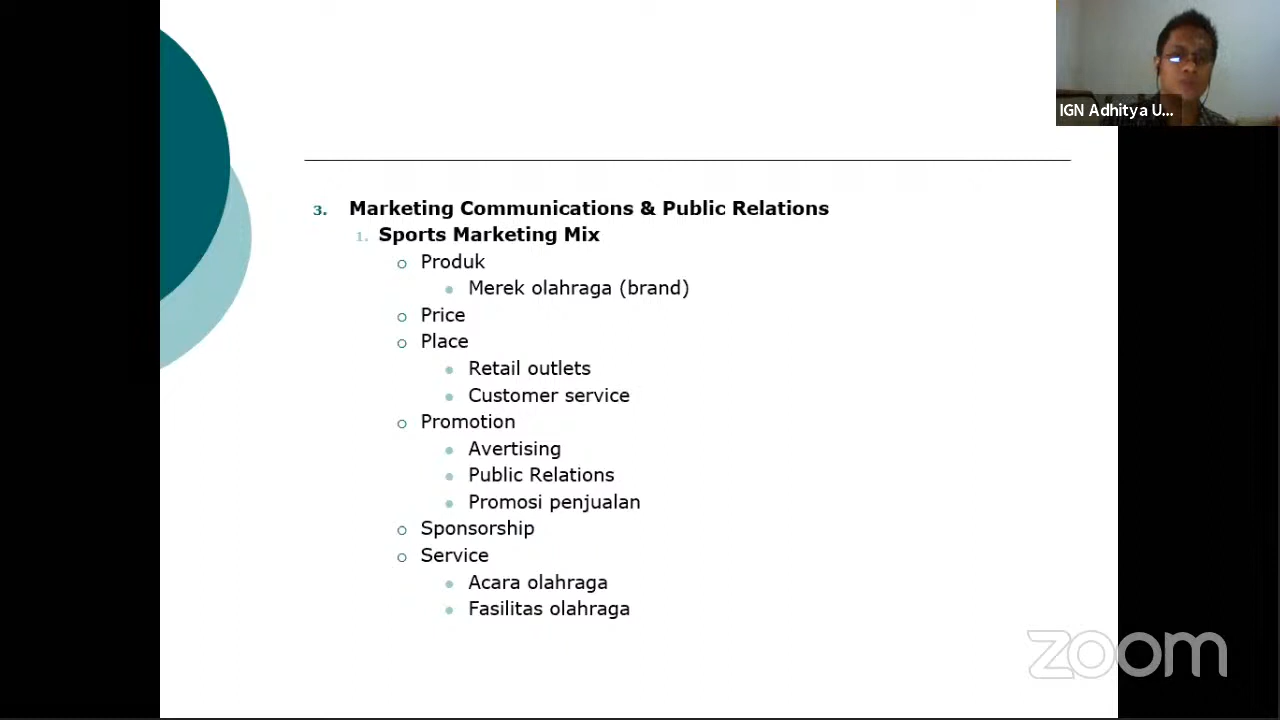 IGN Adhitya U...
3. Marketing Communications & Public Relations
1. Sports Marketing Mix
Produk
Merek olahraga (brand)
Price
Place
Retail outlets
Customer service
Promotion
Avertising
Public Relations
Promosi penjualan
Sponsorship
Service
Acara olahraga
Fasilitas olahraga
zoom